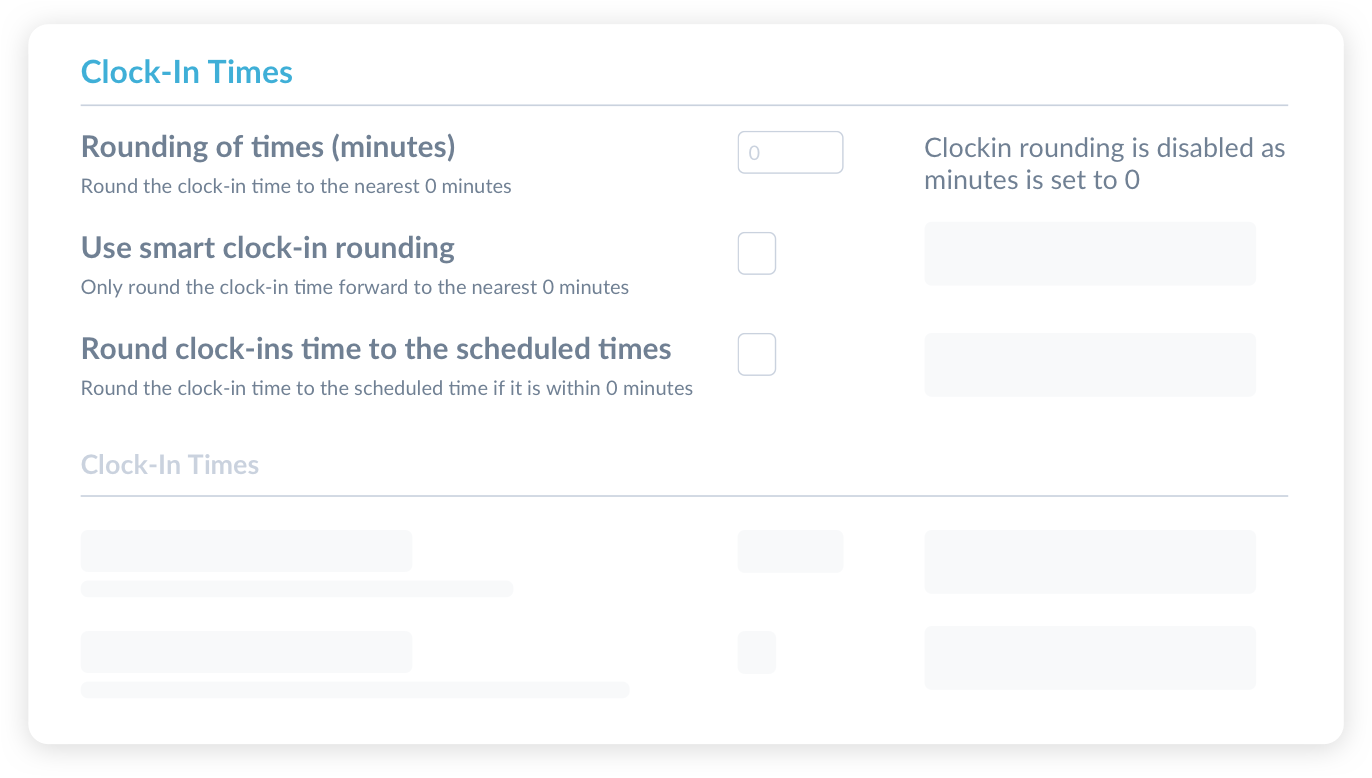 Clock-In Times
Rounding of times (minutes)
0
Clockin rounding is disabled as
minutes is set to 0
Round the clock-in time to the nearest 0 minutes
Use smart clock-in rounding
Only round the clock-in time forward to the nearest 0 minutes
Round clock-ins time to the scheduled times
Round the clock-in time to the scheduled time if it is within 0 minutes
Clock-In Times